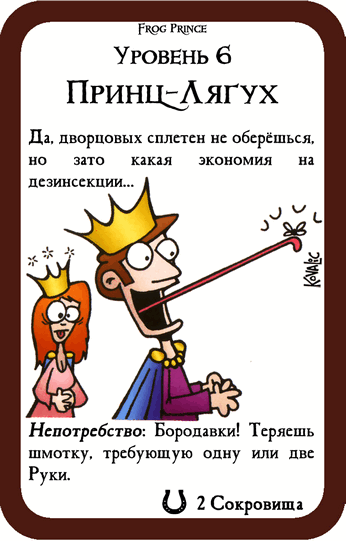 Frog Prince
Уровень 6
Принц-Лягух
Да, дворцовых сплетен не оберёшься,
но зато какая экономия на
дезинсекции...
Kovalic
Непотребство: Бородавки! Теряешь
шмотку, требующую одну или две
Руки.
2 Сокровища